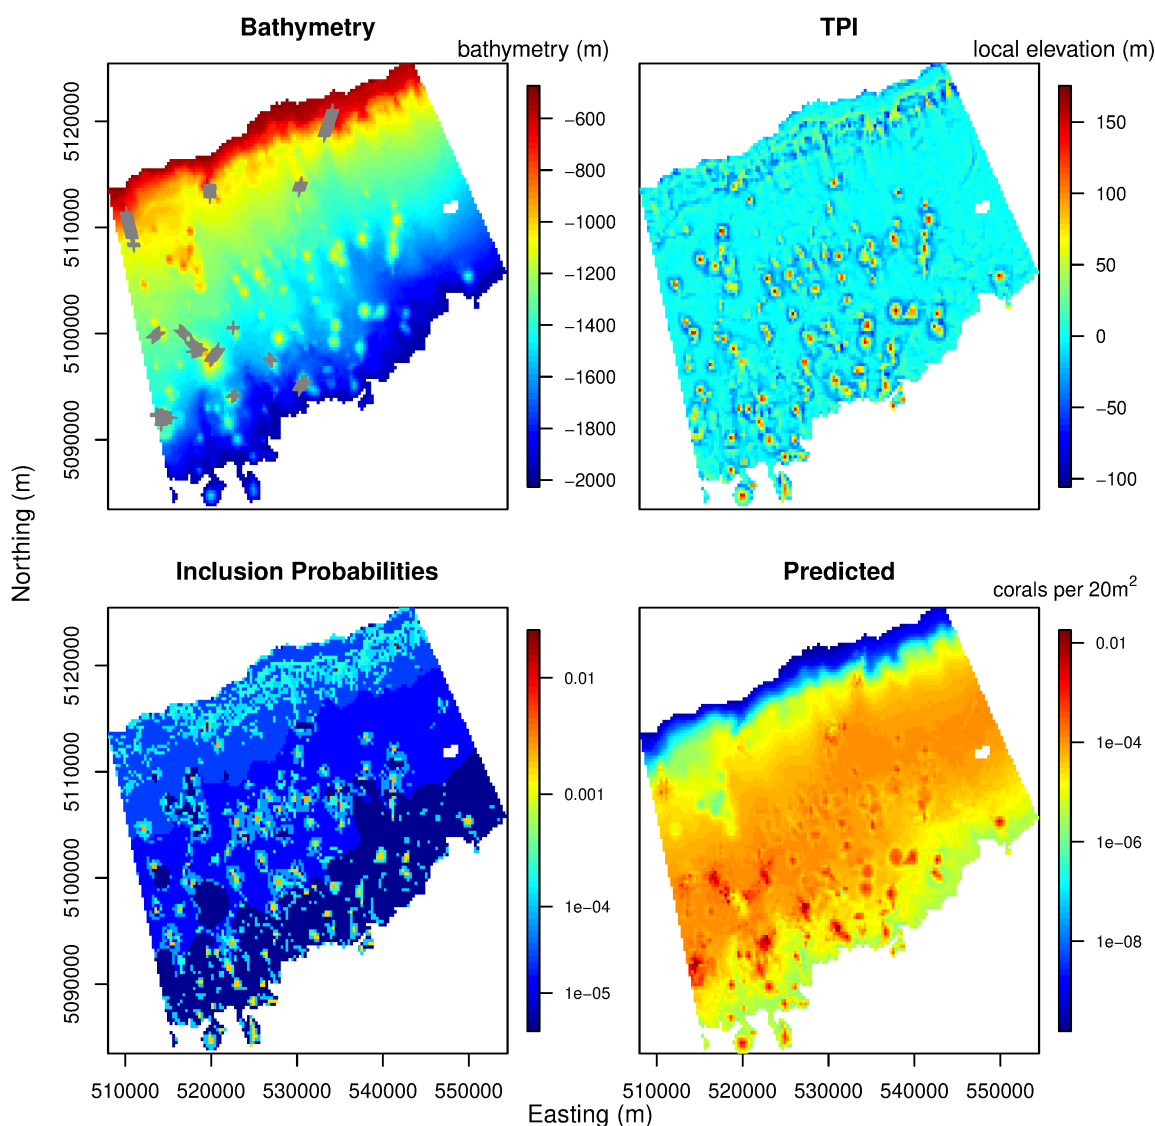 Bathymetry
bathymetry (m)
−600
−800
−1000
−1200
−1400
−1600
−1800
−2000
5120000
5110000
5100000
5090000
TPI
local elevation (m)
150
100
50
0
−50
−100
Northing (m)
Inclusion Probabilities
0.01
0.001
1e−04
1e−05
5120000
5110000
5100000
5090000
510000 520000 530000 540000 550000
Predicted
corals per 20m²
0.01
1e−04
1e−06
1e−08
510000 520000 530000 540000 550000
Easting (m)